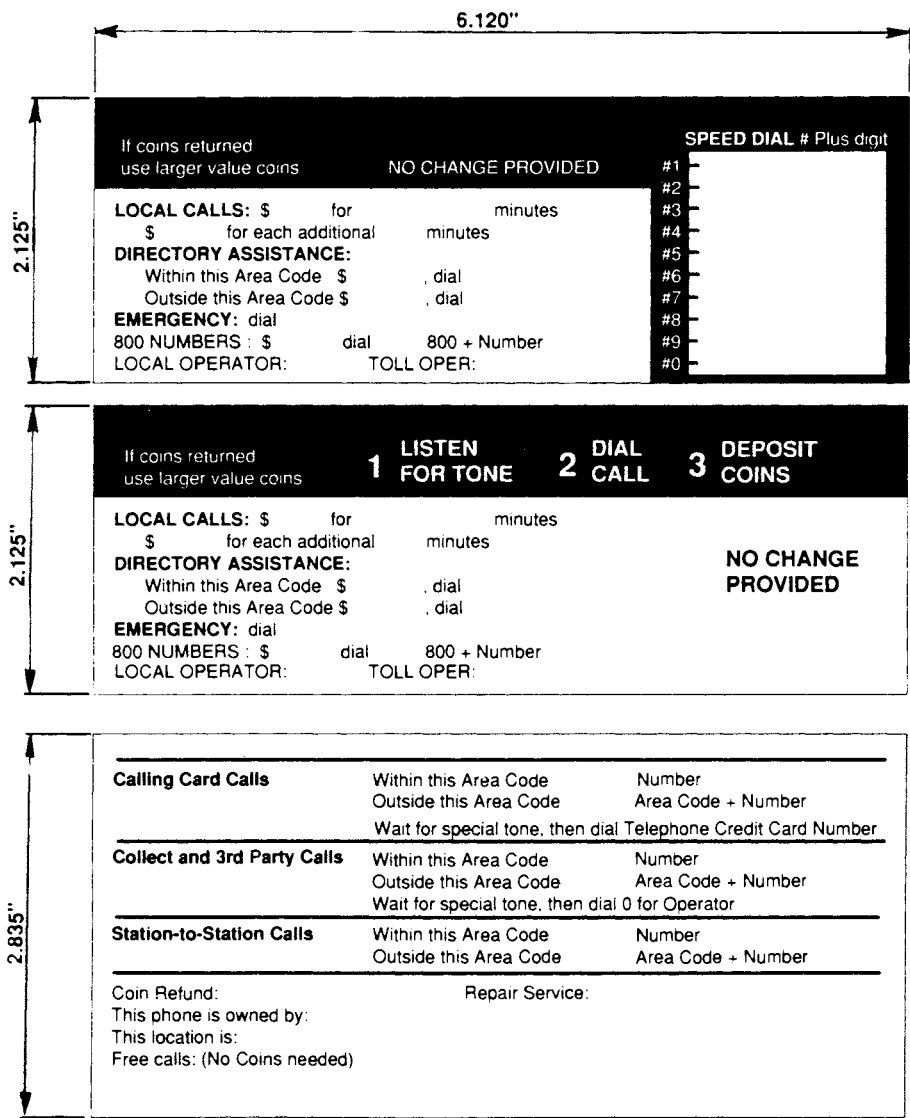 6.120"
2.125"
If coins returned
use larger value coins NO CHANGE PROVIDED
SPEED DIAL # Plus digit
#1
#2
#3
#4
#5
#6
#7
#8
#9
#0
LOCAL CALLS: $ for minutes
$ for each additional minutes
DIRECTORY ASSISTANCE:
Within this Area Code $ , dial
Outside this Area Code $ , dial
EMERGENCY: dial
800 NUMBERS : $ dial 800 + Number
LOCAL OPERATOR: TOLL OPER:
2.125"
If coins returned
use larger value coins
1 LISTEN
FOR TONE
2 DIAL
CALL
3 DEPOSIT
COINS
LOCAL CALLS: $ for minutes
$ for each additional minutes
DIRECTORY ASSISTANCE:
Within this Area Code $ , dial
Outside this Area Code $ , dial
EMERGENCY: dial
800 NUMBERS : $ dial 800 + Number
LOCAL OPERATOR: TOLL OPER:
NO CHANGE
PROVIDED
2.835"
Calling Card Calls Within this Area Code Number
Outside this Area Code Area Code + Number
Wait for special tone, then dial Telephone Credit Card Number
Collect and 3rd Party Calls Within this Area Code Number
Outside this Area Code Area Code + Number
Wait for special tone, then dial 0 for Operator
Station-to-Station Calls Within this Area Code Number
Outside this Area Code Area Code + Number
Coin Refund: Repair Service:
This phone is owned by:
This location is:
Free calls: (No Coins needed)